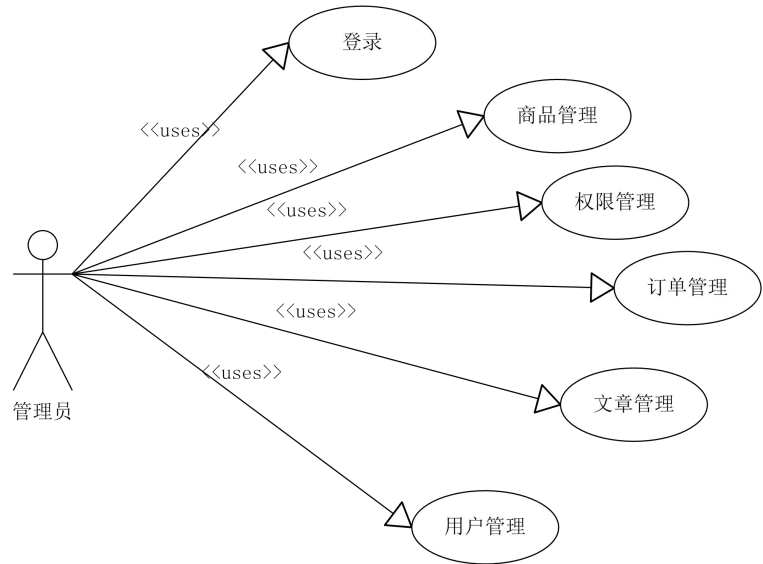 登录
<<uses>>
商品管理
<<uses>>
权限管理
<<uses>>
<<uses>>
订单管理
<<uses>>
<<uses>>
文章管理
管理员
用户管理